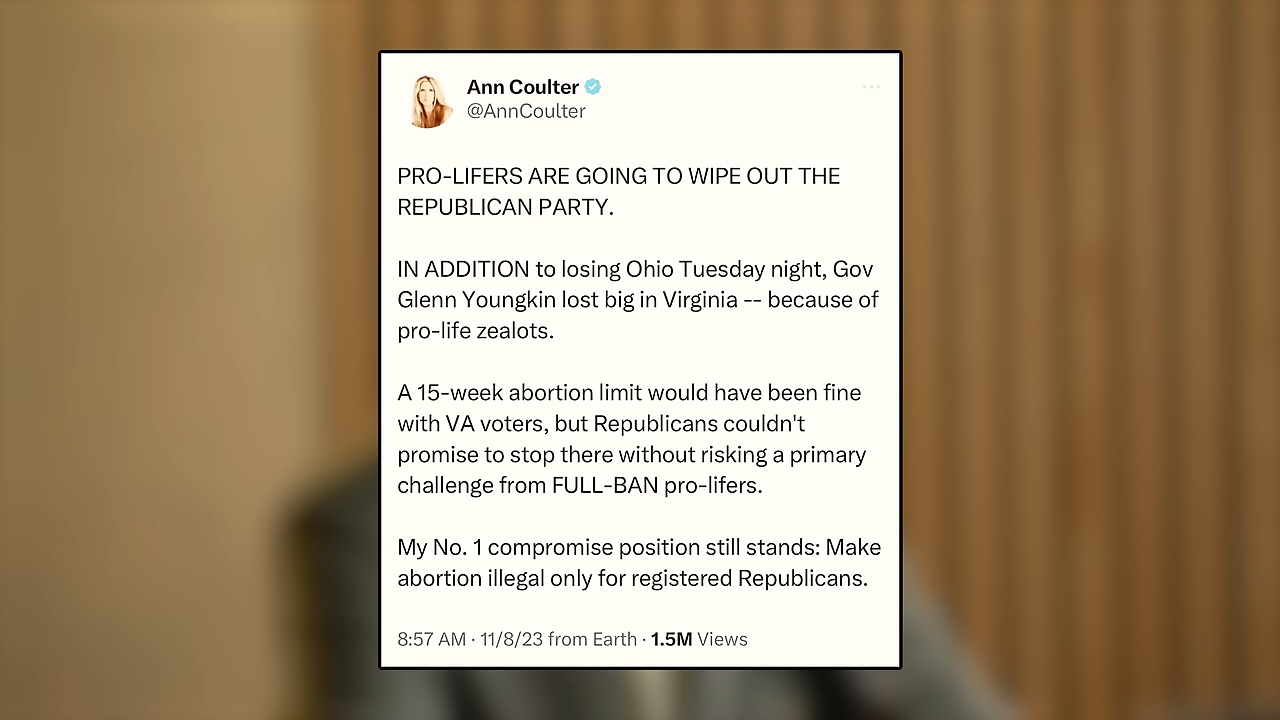 Ann Coulter
@AnnCoulter
PRO-LIFERS ARE GOING TO WIPE OUT THE
REPUBLICAN PARTY.
IN ADDITION to losing Ohio Tuesday night, Gov
Glenn Youngkin lost big in Virginia -- because of
pro-life zealots.
A 15-week abortion limit would have been fine
with VA voters, but Republicans couldn't
promise to stop there without risking a primary
challenge from FULL-BAN pro-lifers.
My No. 1 compromise position still stands: Make
abortion illegal only for registered Republicans.
8:57 AM · 11/8/23 from Earth · 1.5M Views